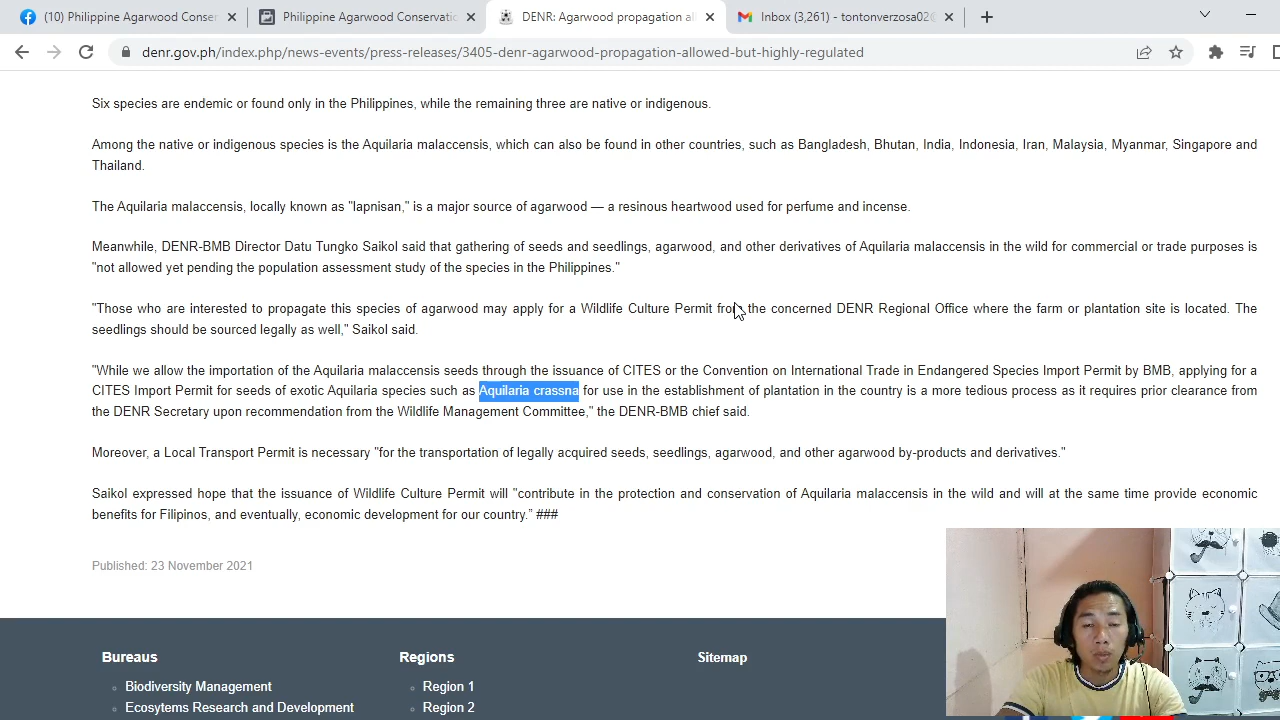 (10) Philippine Agarwood Conser
Philippine Agarwood Conservatio
DENR: Agarwood propagation al
Inbox (3,261) - tontonverzosa02@
denr.gov.ph/index.php/news-events/press-releases/3405-denr-agarwood-propagation-allowed-but-highly-regulated
Six species are endemic or found only in the Philippines, while the remaining three are native or indigenous.
Among the native or indigenous species is the Aquilaria malaccensis, which can also be found in other countries, such as Bangladesh, Bhutan, India, Indonesia, Iran, Malaysia, Myanmar, Singapore and
Thailand.
The Aquilaria malaccensis, locally known as "lapnisan," is a major source of agarwood — a resinous heartwood used for perfume and incense.
Meanwhile, DENR-BMB Director Datu Tungko Saikol said that gathering of seeds and seedlings, agarwood, and other derivatives of Aquilaria malaccensis in the wild for commercial or trade purposes is
"not allowed yet pending the population assessment study of the species in the Philippines."
"Those who are interested to propagate this species of agarwood may apply for a Wildlife Culture Permit from the concerned DENR Regional Office where the farm or plantation site is located. The
seedlings should be sourced legally as well," Saikol said.
"While we allow the importation of the Aquilaria malaccensis seeds through the issuance of CITES or the Convention on International Trade in Endangered Species Import Permit by BMB, applying for a
CITES Import Permit for seeds of exotic Aquilaria species such as Aquilaria crassna for use in the establishment of plantation in the country is a more tedious process as it requires prior clearance from
the DENR Secretary upon recommendation from the Wildlife Management Committee," the DENR-BMB chief said.
Moreover, a Local Transport Permit is necessary "for the transportation of legally acquired seeds, seedlings, agarwood, and other agarwood by-products and derivatives."
Saikol expressed hope that the issuance of Wildlife Culture Permit will "contribute in the protection and conservation of Aquilaria malaccensis in the wild and will at the same time provide economic
benefits for Filipinos, and eventually, economic development for our country.” ###
Published: 23 November 2021
Bureaus
Regions
Sitemap
Biodiversity Management
Region 1
Ecosytems Research and Development
Region 2